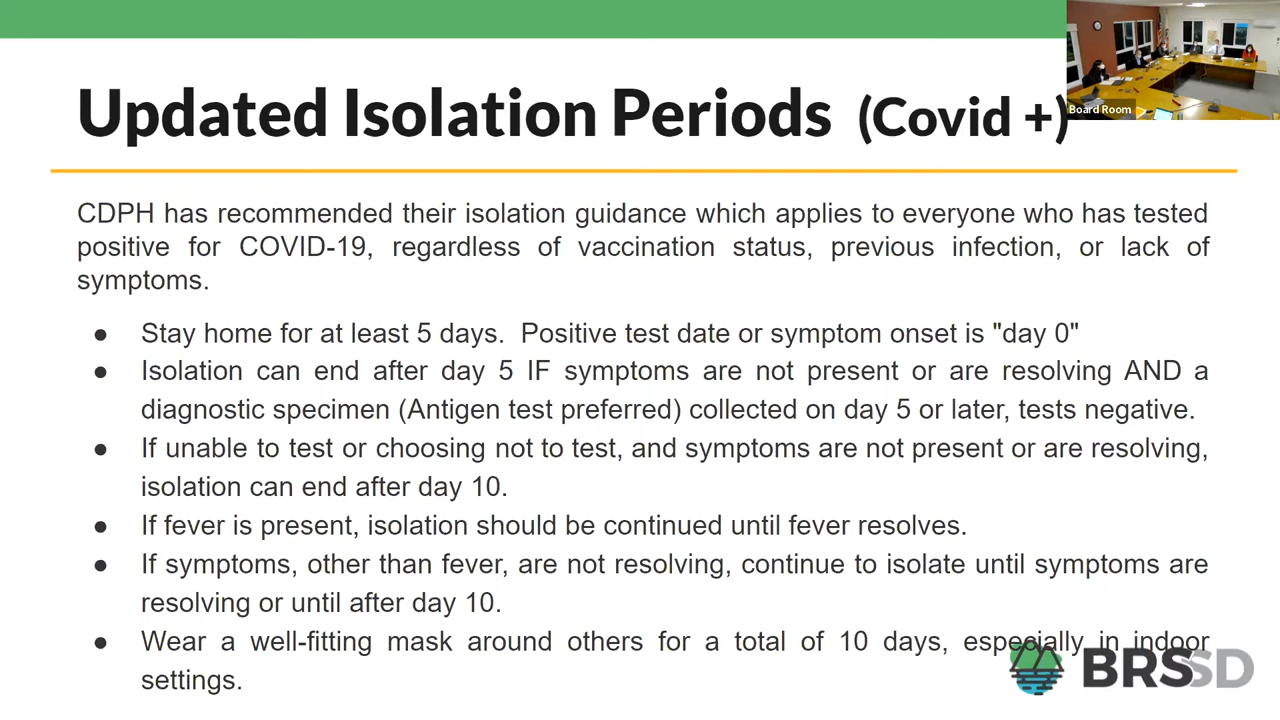 Updated Isolation Periods (Covid +)
Board Room
CDPH has recommended their isolation guidance which applies to everyone who has tested
positive for COVID-19, regardless of vaccination status, previous infection, or lack of
symptoms.
● Stay home for at least 5 days. Positive test date or symptom onset is "day 0"
● Isolation can end after day 5 IF symptoms are not present or are resolving AND a
diagnostic specimen (Antigen test preferred) collected on day 5 or later, tests negative.
● If unable to test or choosing not to test, and symptoms are not present or are resolving,
isolation can end after day 10.
● If fever is present, isolation should be continued until fever resolves.
● If symptoms, other than fever, are not resolving, continue to isolate until symptoms are
resolving or until after day 10.
● Wear a well-fitting mask around others for a total of 10 days, especially in indoor
settings.
BRSSD